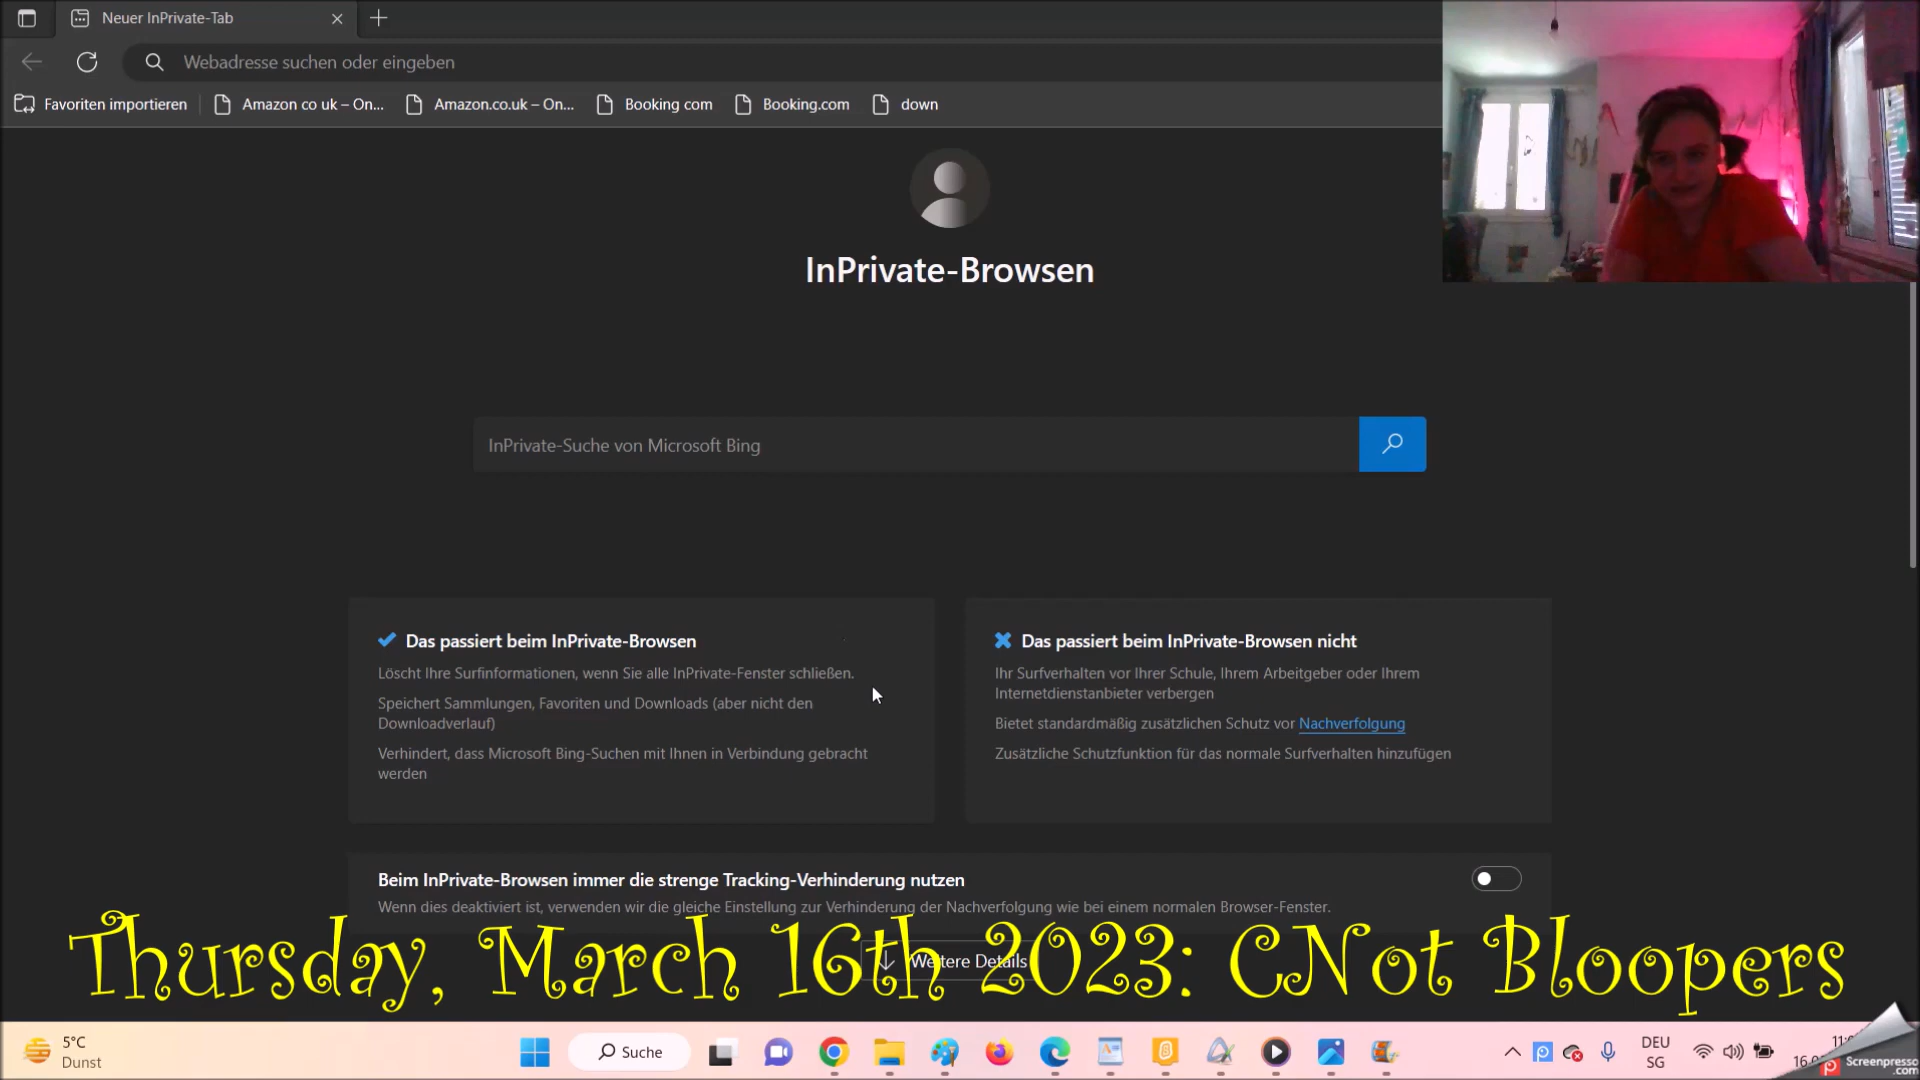 Neuer InPrivate-Tab
Webadresse suchen oder eingeben
Favoriten importieren
Amazon co uk – On...
Amazon.co.uk – On...
Booking com
Booking.com
down
InPrivate-Browsen
InPrivate-Suche von Microsoft Bing
Das passiert beim InPrivate-Browsen
Löscht Ihre Surfinformationen, wenn Sie alle InPrivate-Fenster schließen.
Speichert Sammlungen, Favoriten und Downloads (aber nicht den
Downloadverlauf)
Verhindert, dass Microsoft Bing-Suchen mit Ihnen in Verbindung gebracht
werden
Das passiert beim InPrivate-Browsen nicht
Ihr Surfverhalten vor Ihrer Schule, Ihrem Arbeitgeber oder Ihrem
Internetdienstanbieter verbergen
Bietet standardmäßig zusätzlichen Schutz vor Nachverfolgung
Zusätzliche Schutzfunktion für das normale Surfverhalten hinzufügen
Beim InPrivate-Browsen immer die strenge Tracking-Verhinderung nutzen
Wenn dies deaktiviert ist, verwenden wir die gleiche Einstellung zur Verhinderung der Nachverfolgung wie bei einem normalen Browser-Fenster.
Weitere Details
Thursday, March 16th 2023: CNot Bloopers
5°C
Dunst
Suche
DEU
SG
Screenpresso
.com